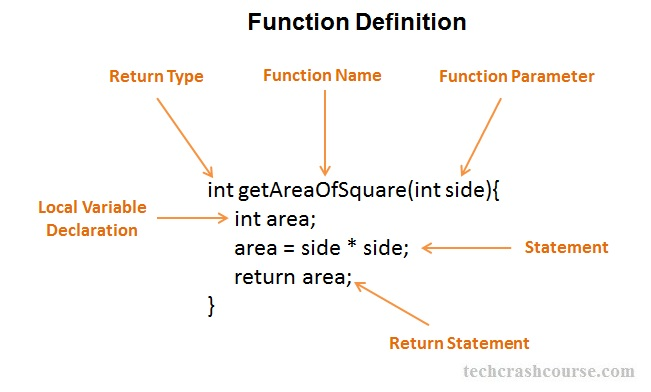 Function Definition
Return Type Function Name Function Parameter
int getAreaOfSquare(int side){
Local Variable
Declaration
int area;
area = side * side;
Statement
return area;
}
Return Statement
techcrashcourse.com